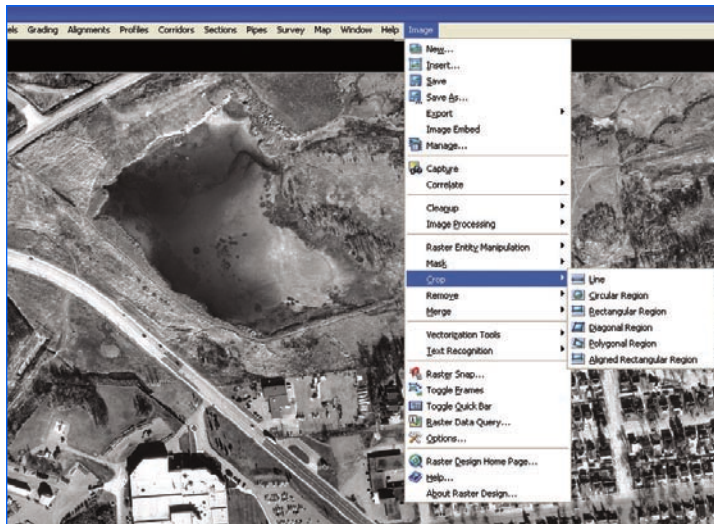 els Grading Alignments Profiles Corridors Sections Pipes Survey Map Window Help Image
New...
Insert...
Save
Save As...
Export
Image Embed
Manage...
Capture
Correlate
Cleanup
Image Processing
Raster Entity Manipulation
Mask
Crop
Remove
Merge
Vectorization Tools
Text Recognition
Raster Snap...
Toggle Frames
Toggle Quick Bar
Raster Data Query...
Options...
Raster Design Home Page...
Help...
About Raster Design...
Line
Circular Region
Rectangular Region
Diagonal Region
Polygonal Region
Aligned Rectangular Region